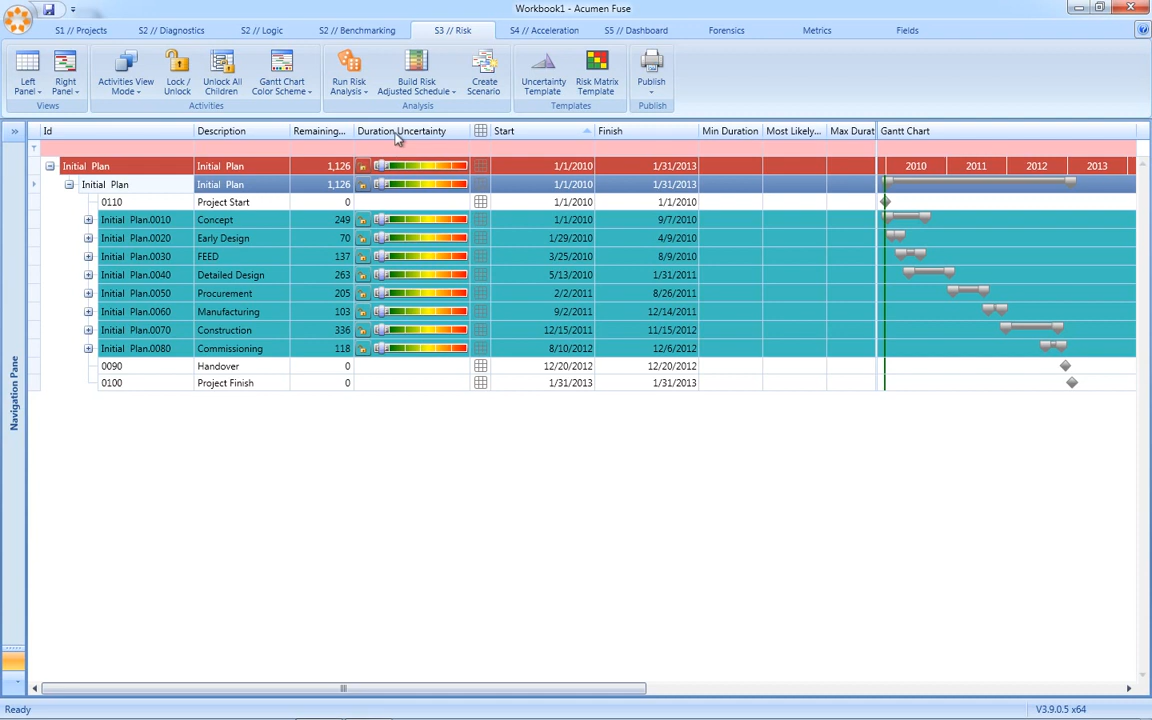 Workbook1 - Acumen Fuse
S1 // Projects S2 // Diagnostics S2 // Logic S2 // Benchmarking S3 // Risk S4 // Acceleration S5 // Dashboard Forensics Metrics Fields
Left Panel Right Panel Activities View Mode Lock / Unlock Unlock All Children Gantt Chart Color Scheme Run Risk Analysis Build Risk Adjusted Schedule Create Scenario Uncertainty Template Risk Matrix Template Publish
Views Activities Analysis Templates Publish
Id Description Remaining... Duration Uncertainty Start Finish Min Duration Most Likely... Max Durat Gantt Chart
Initial Plan Initial Plan 1,126 1/1/2010 1/31/2013 2010 2011 2012 2013
Initial Plan Initial Plan 1,126 1/1/2010 1/31/2013
0110 Project Start 0 1/1/2010 1/1/2010
Initial Plan.0010 Concept 249 1/1/2010 9/7/2010
Initial Plan.0020 Early Design 70 1/29/2010 4/9/2010
Initial Plan.0030 FEED 137 3/25/2010 8/9/2010
Initial Plan.0040 Detailed Design 263 5/13/2010 1/31/2011
Initial Plan.0050 Procurement 205 2/2/2011 8/26/2011
Initial Plan.0060 Manufacturing 103 9/2/2011 12/14/2011
Initial Plan.0070 Construction 336 12/15/2011 11/15/2012
Initial Plan.0080 Commissioning 118 8/10/2012 12/6/2012
0090 Handover 0 12/20/2012 12/20/2012
0100 Project Finish 0 1/31/2013 1/31/2013
Navigation Pane
Ready V3.9.0.5 x64